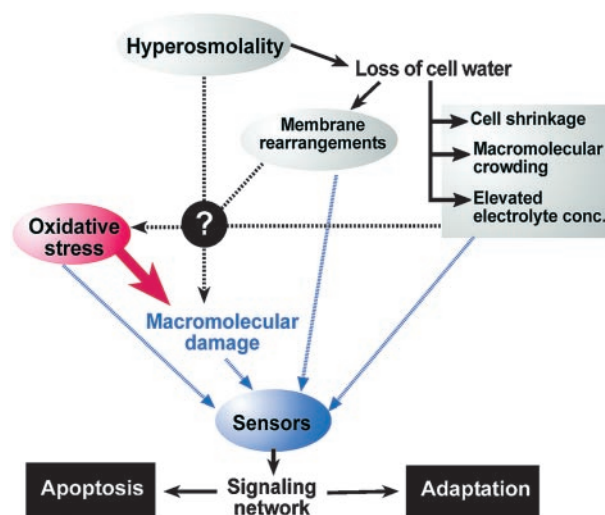 Hyperosmolality
Loss of cell water
Membrane
rearrangements
Cell shrinkage
Macromolecular
crowding
Elevated
electrolyte conc.
?
Oxidative
stress
Macromolecular
damage
Sensors
Apoptosis
Signaling
network
Adaptation